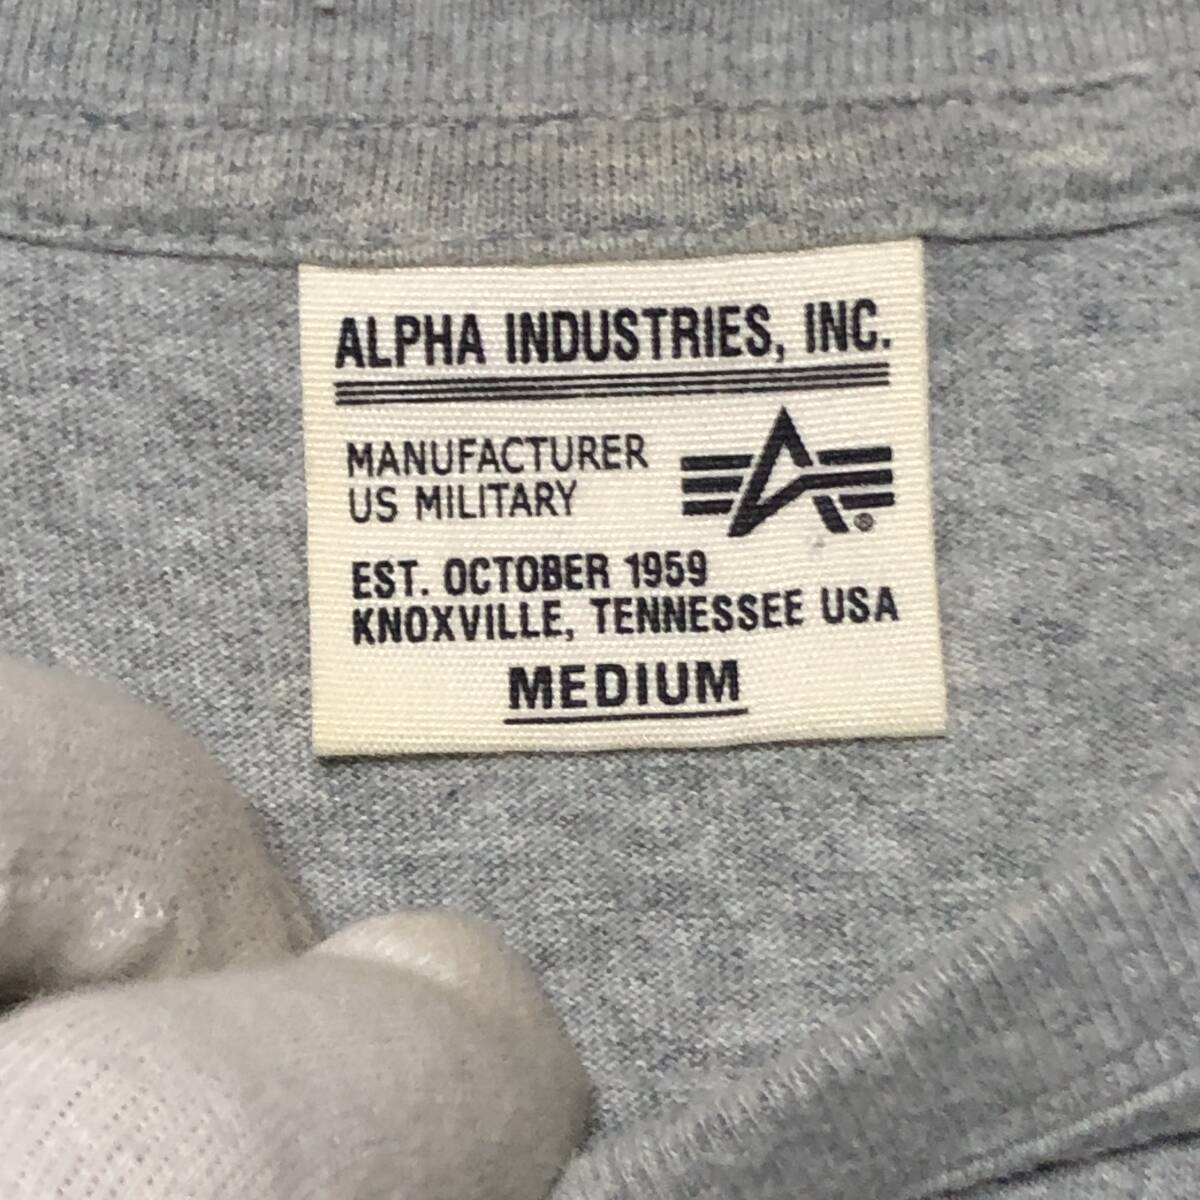 ALPHA INDUSTRIES, INC.
MANUFACTURER
US MILITARY
®
EST. OCTOBER 1959
KNOXVILLE, TENNESSEE USA
MEDIUM